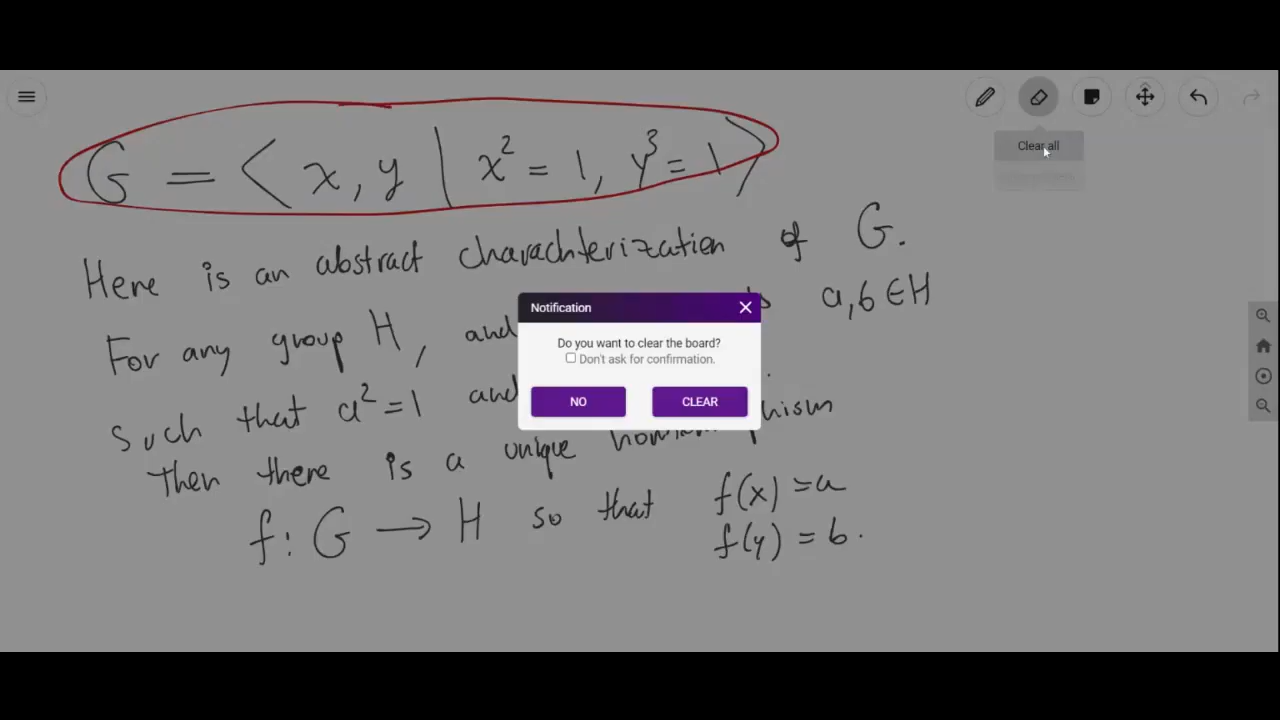 G = ⟨ x, y | x² = 1, y³ = 1 ⟩
Clear all
Here is an abstract charachterization of G.
For any group H, and a, b ∈ H
Notification
Do you want to clear the board?
Don't ask for confirmation.
NO CLEAR
Such that a² = 1 and
Then there is a unique homomorphism
f: G → H so that f(x) = a
f(y) = b.